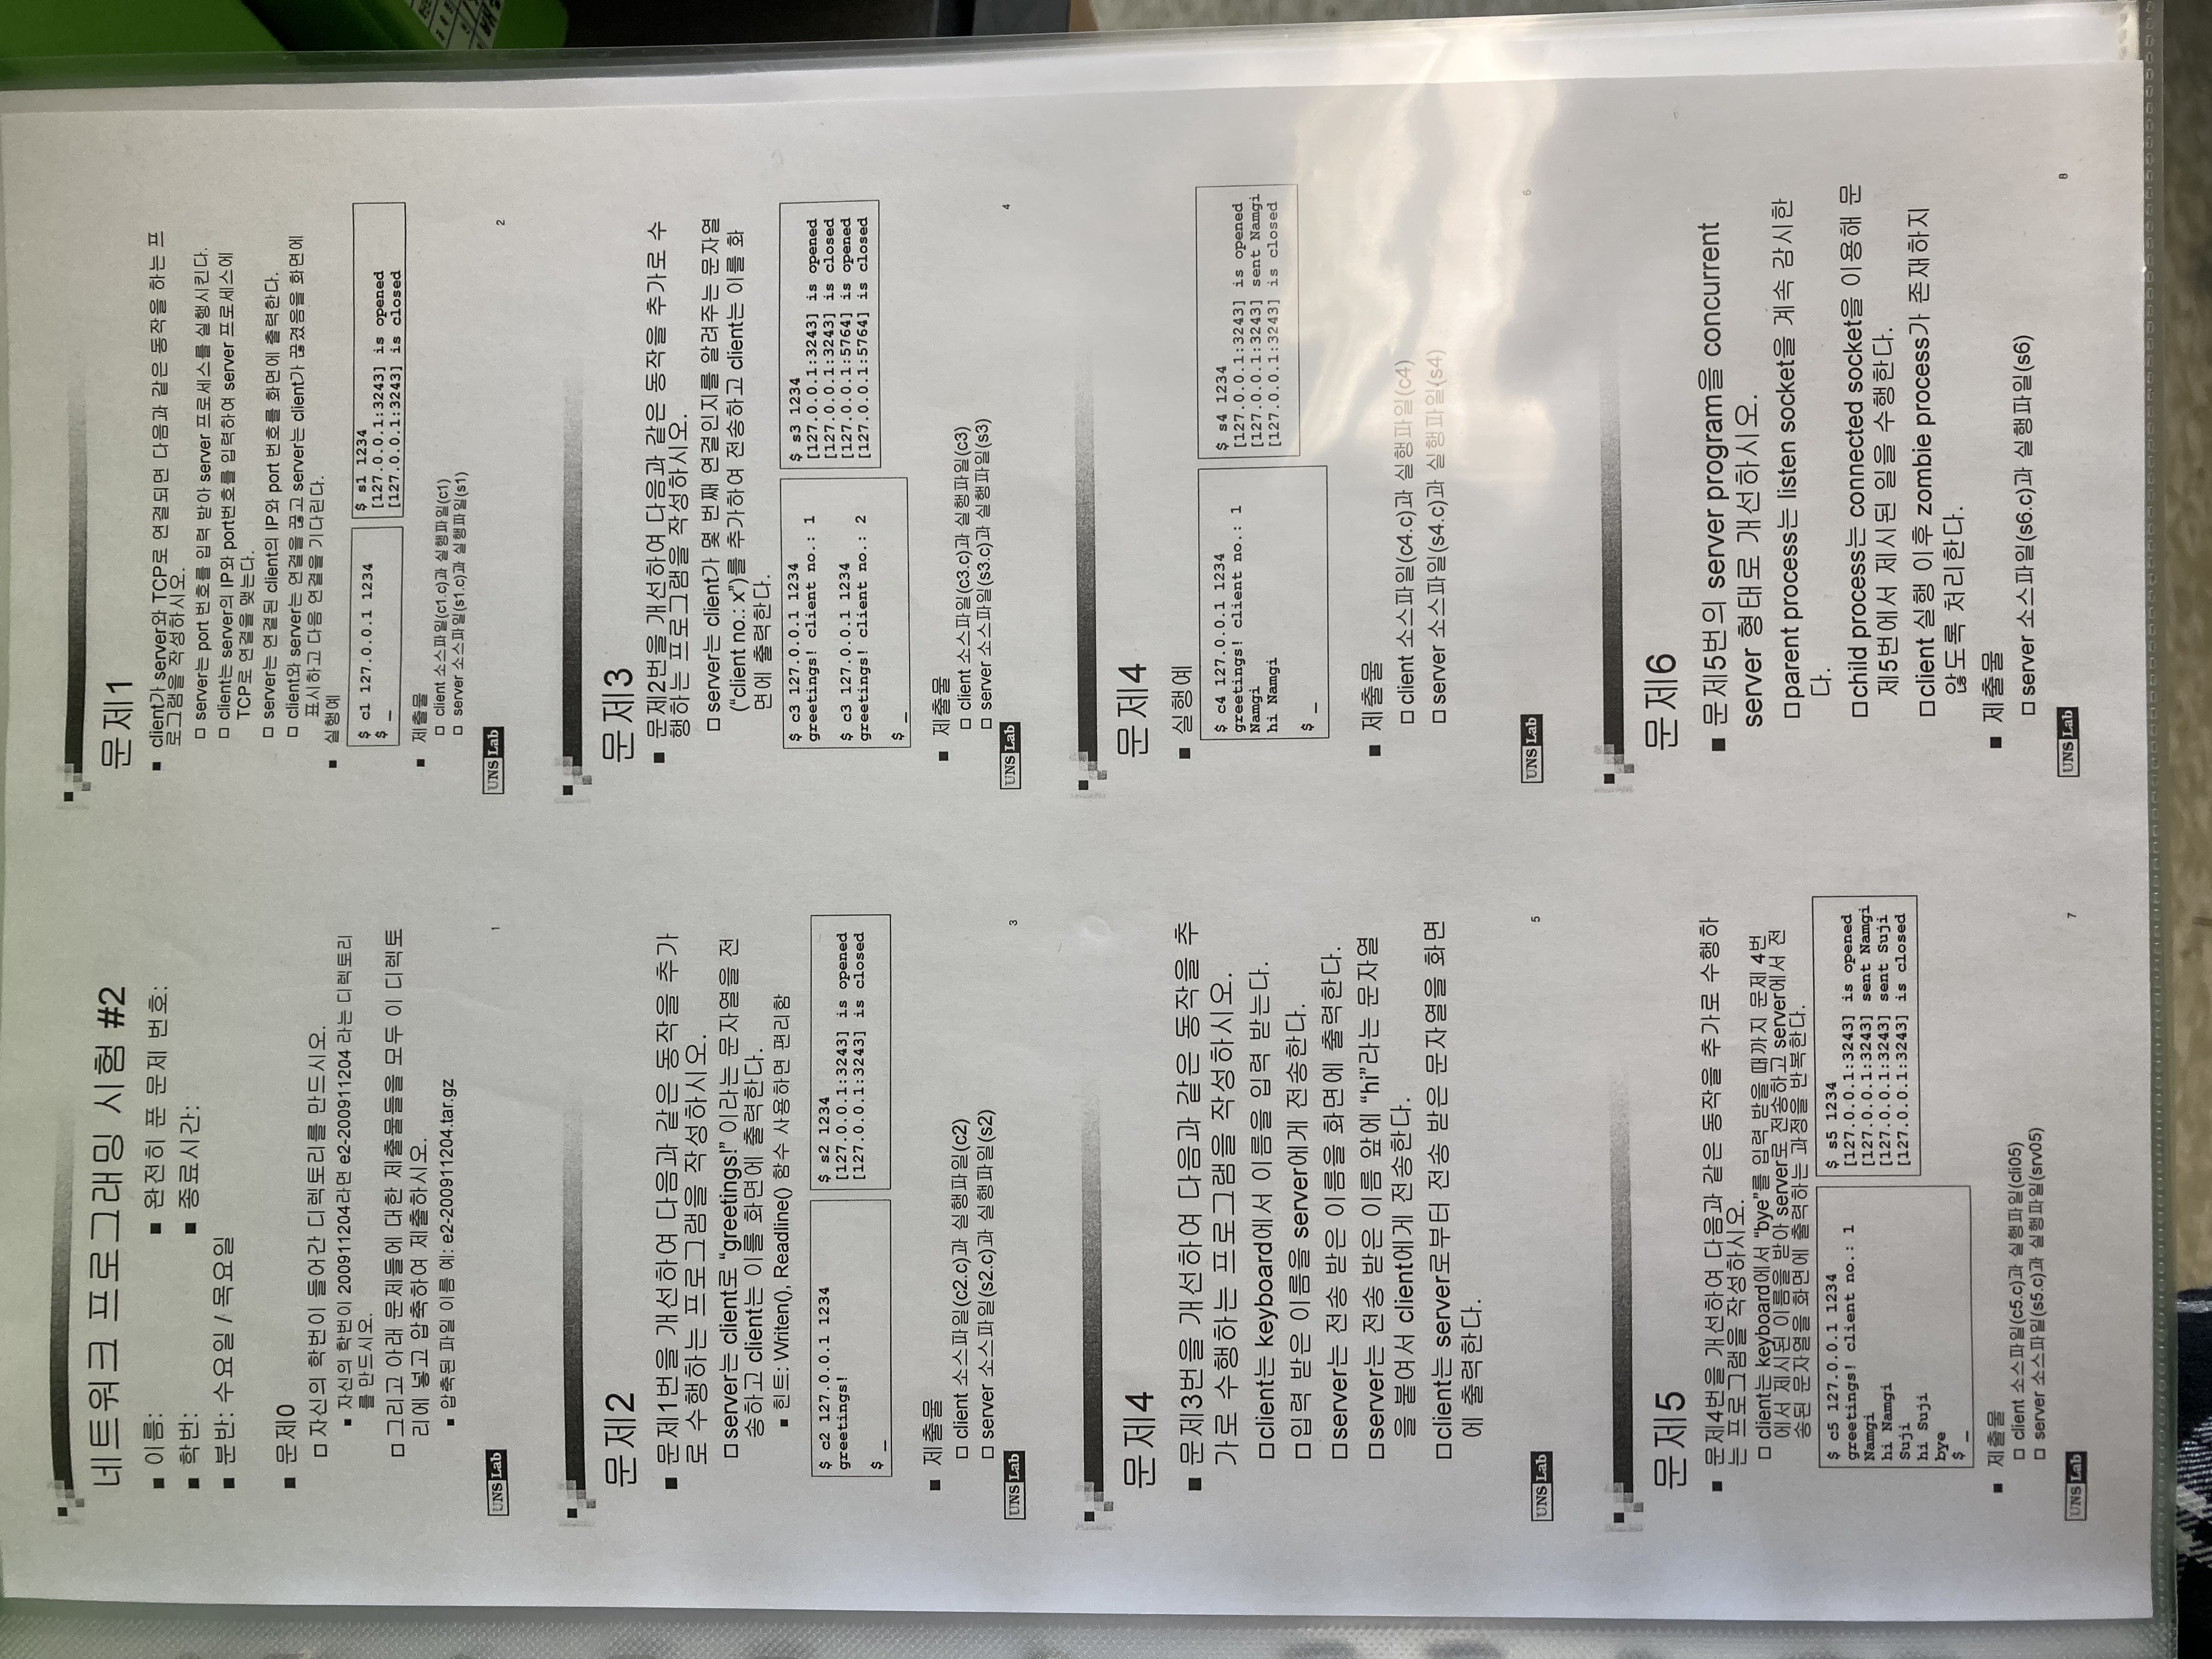 네트워크 프로그래밍 시험 #2
■ 이름:
■ 완전히 푼 문제 번호:
■ 학번:
■ 종료시간:
■ 분반: 수요일 / 목요일
■ 문제0
□ 자신의 학번이 들어간 디렉토리를 만드시오.
■ 자신의 학번이 200911204라면 e2-200911204 라는 디렉토리
를 만드시오.
□ 그리고 아래 문제들에 대한 제출물들을 모두 이 디렉토
리에 넣고 압축하여 제출하시오.
■ 압축된 파일 이름 예: e2-200911204.tar.gz
UNS Lab
1
문제1
■ client가 server와 TCP로 연결되면 다음과 같은 동작을 하는 프
로그램을 작성하시오.
□ server는 port 번호를 입력 받아 server 프로세스를 실행시킨다.
□ client는 server의 IP와 port번호를 입력하여 server 프로세스에
TCP로 연결을 맺는다.
□ server는 연결된 client의 IP와 port 번호를 화면에 출력한다.
□ client와 server는 연결을 끊고 server는 client가 끊겼음을 화면에
표시하고 다음 연결을 기다린다.
■ 실행예
$ c1 127.0.0.1 1234
$ _
$ s1 1234
[127.0.0.1:3243] is opened
[127.0.0.1:3243] is closed
■ 제출물
□ client 소스파일(c1.c)과 실행파일(c1)
□ server 소스파일(s1.c)과 실행파일(s1)
UNS Lab
2
문제2
■ 문제1번을 개선하여 다음과 같은 동작을 추가
로 수행하는 프로그램을 작성하시오.
□ server는 client로 “greetings!” 이라는 문자열을 전
송하고 client는 이를 화면에 출력한다.
■ 힌트: Writen(), Readline() 함수 사용하면 편리함
$ c2 127.0.0.1 1234
greetings!
$ _
$ s2 1234
[127.0.0.1:3243] is opened
[127.0.0.1:3243] is closed
■ 제출물
□ client 소스파일(c2.c)과 실행파일(c2)
□ server 소스파일(s2.c)과 실행파일(s2)
UNS Lab
3
문제3
■ 문제2번을 개선하여 다음과 같은 동작을 추가로 수
행하는 프로그램을 작성하시오.
□ server는 client가 몇 번째 연결인지를 알려주는 문자열
(“client no.: x”)를 추가하여 전송하고 client는 이를 화
면에 출력한다.
$ c3 127.0.0.1 1234
greetings! client no.: 1
$ c3 127.0.0.1 1234
greetings! client no.: 2
$ _
$ s3 1234
[127.0.0.1:3243] is opened
[127.0.0.1:3243] is closed
[127.0.0.1:5764] is opened
[127.0.0.1:5764] is closed
■ 제출물
□ client 소스파일(c3.c)과 실행파일(c3)
□ server 소스파일(s3.c)과 실행파일(s3)
UNS Lab
4
문제4
■ 문제3번을 개선하여 다음과 같은 동작을 추
가로 수행하는 프로그램을 작성하시오.
□ client는 keyboard에서 이름을 입력 받는다.
□ 입력 받은 이름을 server에게 전송한다.
□ server는 전송 받은 이름을 화면에 출력한다.
□ server는 전송 받은 이름 앞에 “hi”라는 문자열
을 붙여서 client에게 전송한다.
□ client는 server로부터 전송 받은 문자열을 화면
에 출력한다.
UNS Lab
5
문제4
■ 실행예
$ c4 127.0.0.1 1234
greetings! client no.: 1
Namgi
hi Namgi
$ _
$ s4 1234
[127.0.0.1:3243] is opened
[127.0.0.1:3243] sent Namgi
[127.0.0.1:3243] is closed
■ 제출물
□ client 소스파일(c4.c)과 실행파일(c4)
□ server 소스파일(s4.c)과 실행파일(s4)
UNS Lab
6
문제5
■ 문제4번을 개선하여 다음과 같은 동작을 추가로 수행하
는 프로그램을 작성하시오.
□ client는 keyboard에서 “bye”를 입력 받을 때까지 문제 4번
에서 제시된 이름을 받아 server로 전송하고 server에서 전
송된 문자열을 화면에 출력하는 과정을 반복한다.
$ c5 127.0.0.1 1234
greetings! client no.: 1
Namgi
hi Namgi
Suji
hi Suji
bye
$ _
$ s5 1234
[127.0.0.1:3243] is opened
[127.0.0.1:3243] sent Namgi
[127.0.0.1:3243] sent Suji
[127.0.0.1:3243] is closed
■ 제출물
□ client 소스파일(c5.c)과 실행파일(cli05)
□ server 소스파일(s5.c)과 실행파일(srv05)
UNS Lab
7
문제6
■ 문제5번의 server program을 concurrent
server 형태로 개선하시오.
□ parent process는 listen socket을 계속 감시한
다.
□ child process는 connected socket을 이용해 문
제5번에서 제시된 일을 수행한다.
□ client 실행 이후 zombie process가 존재하지
않도록 처리한다.
■ 제출물
□ server 소스파일(s6.c)과 실행파일(s6)
UNS Lab
8